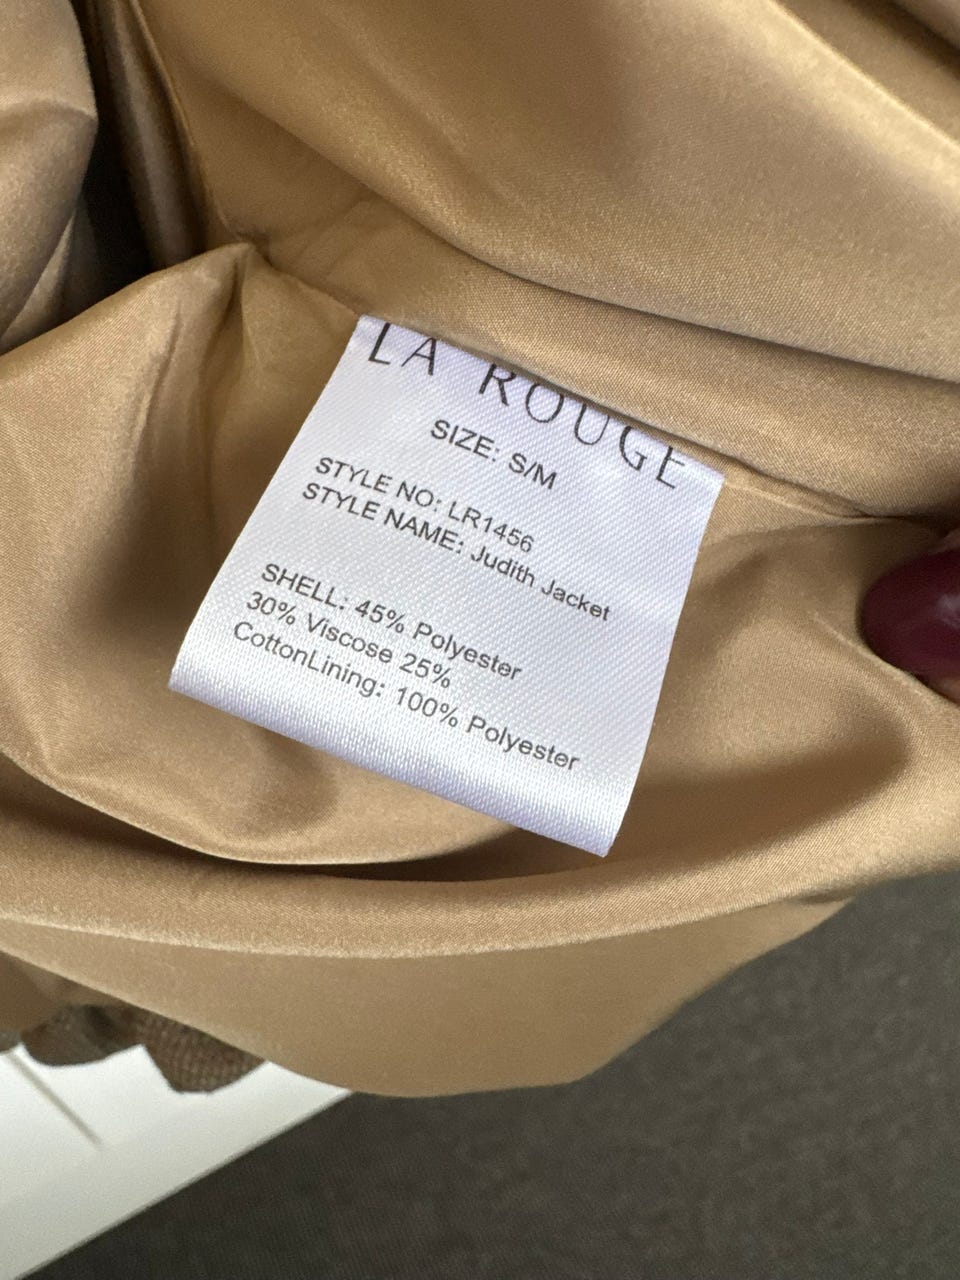 LA ROUGE
SIZE: S/M
STYLE NO: LR1456
STYLE NAME: Judith Jacket
SHELL: 45% Polyester
30% Viscose 25%
CottonLining: 100% Polyester